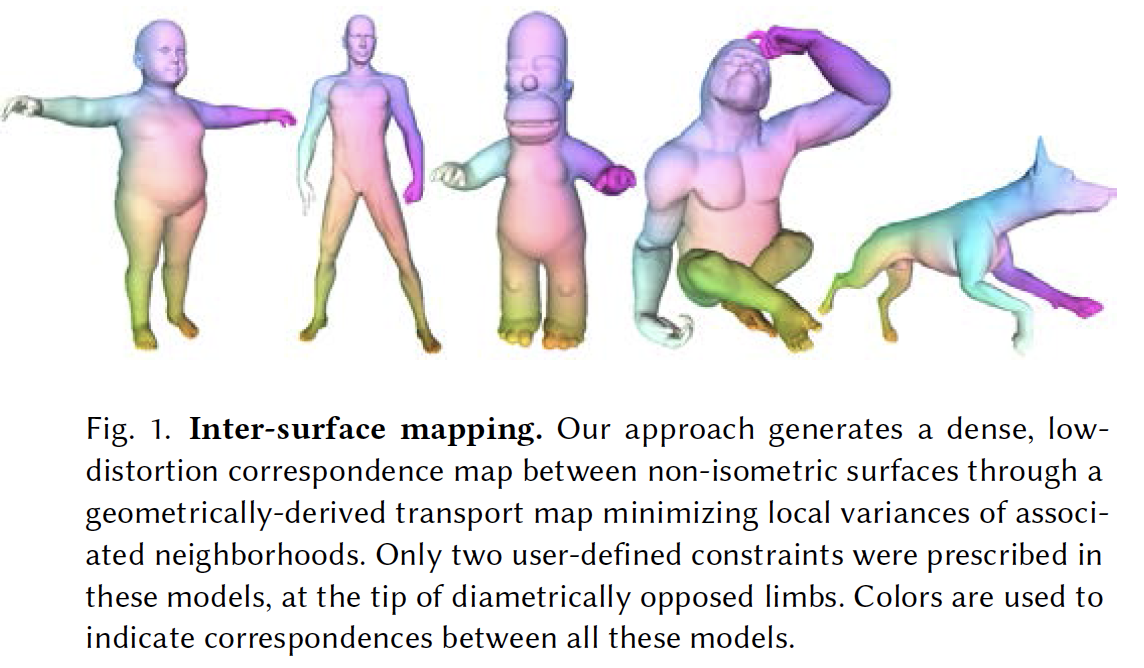 Fig. 1. Inter-surface mapping. Our approach generates a dense, low-
distortion correspondence map between non-isometric surfaces through a
geometrically-derived transport map minimizing local variances of associ-
ated neighborhoods. Only two user-defined constraints were prescribed in
these models, at the tip of diametrically opposed limbs. Colors are used to
indicate correspondences between all these models.